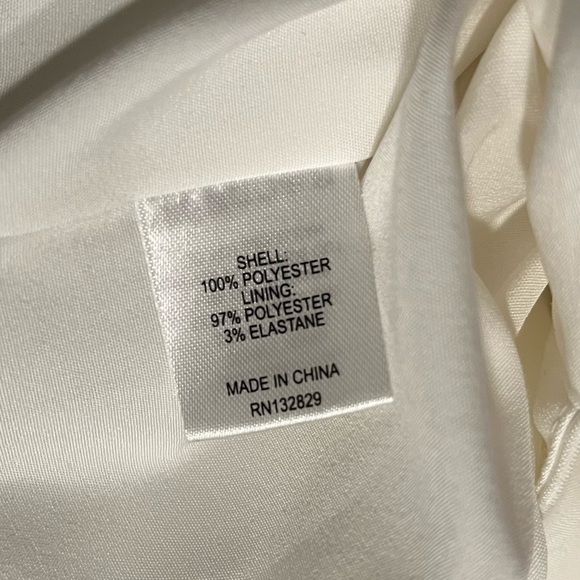 SHELL:
100% POLYESTER
LINING:
97% POLYESTER
3% ELASTANE
MADE IN CHINA
RN132829